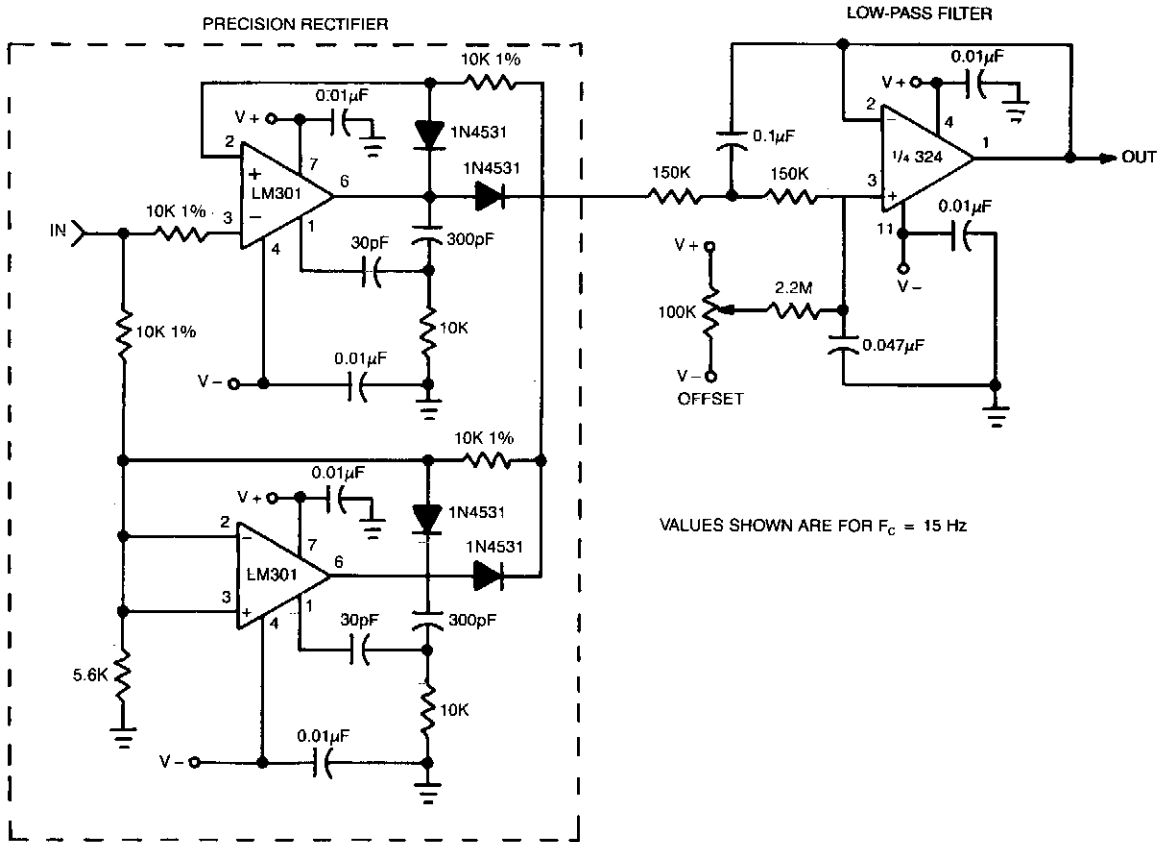 PRECISION RECTIFIER
LOW-PASS FILTER
10K 1%
0.01µF
V+
1N4531
2
7
+
LM301
−
6
1N4531
IN
10K 1%
3
1
4
30pF
300pF
10K 1%
10K
0.01µF
V−
0.01µF
V+
4
2
−
0.1µF
1/4 324
1
OUT
150K
150K
3
+
11
0.01µF
V−
V+
2.2M
100K
V−
OFFSET
0.047µF
10K 1%
0.01µF
V+
1N4531
2
7
−
LM301
6
1N4531
3
+
1
4
30pF
300pF
5.6K
10K
0.01µF
V−
VALUES SHOWN ARE FOR Fc = 15 Hz